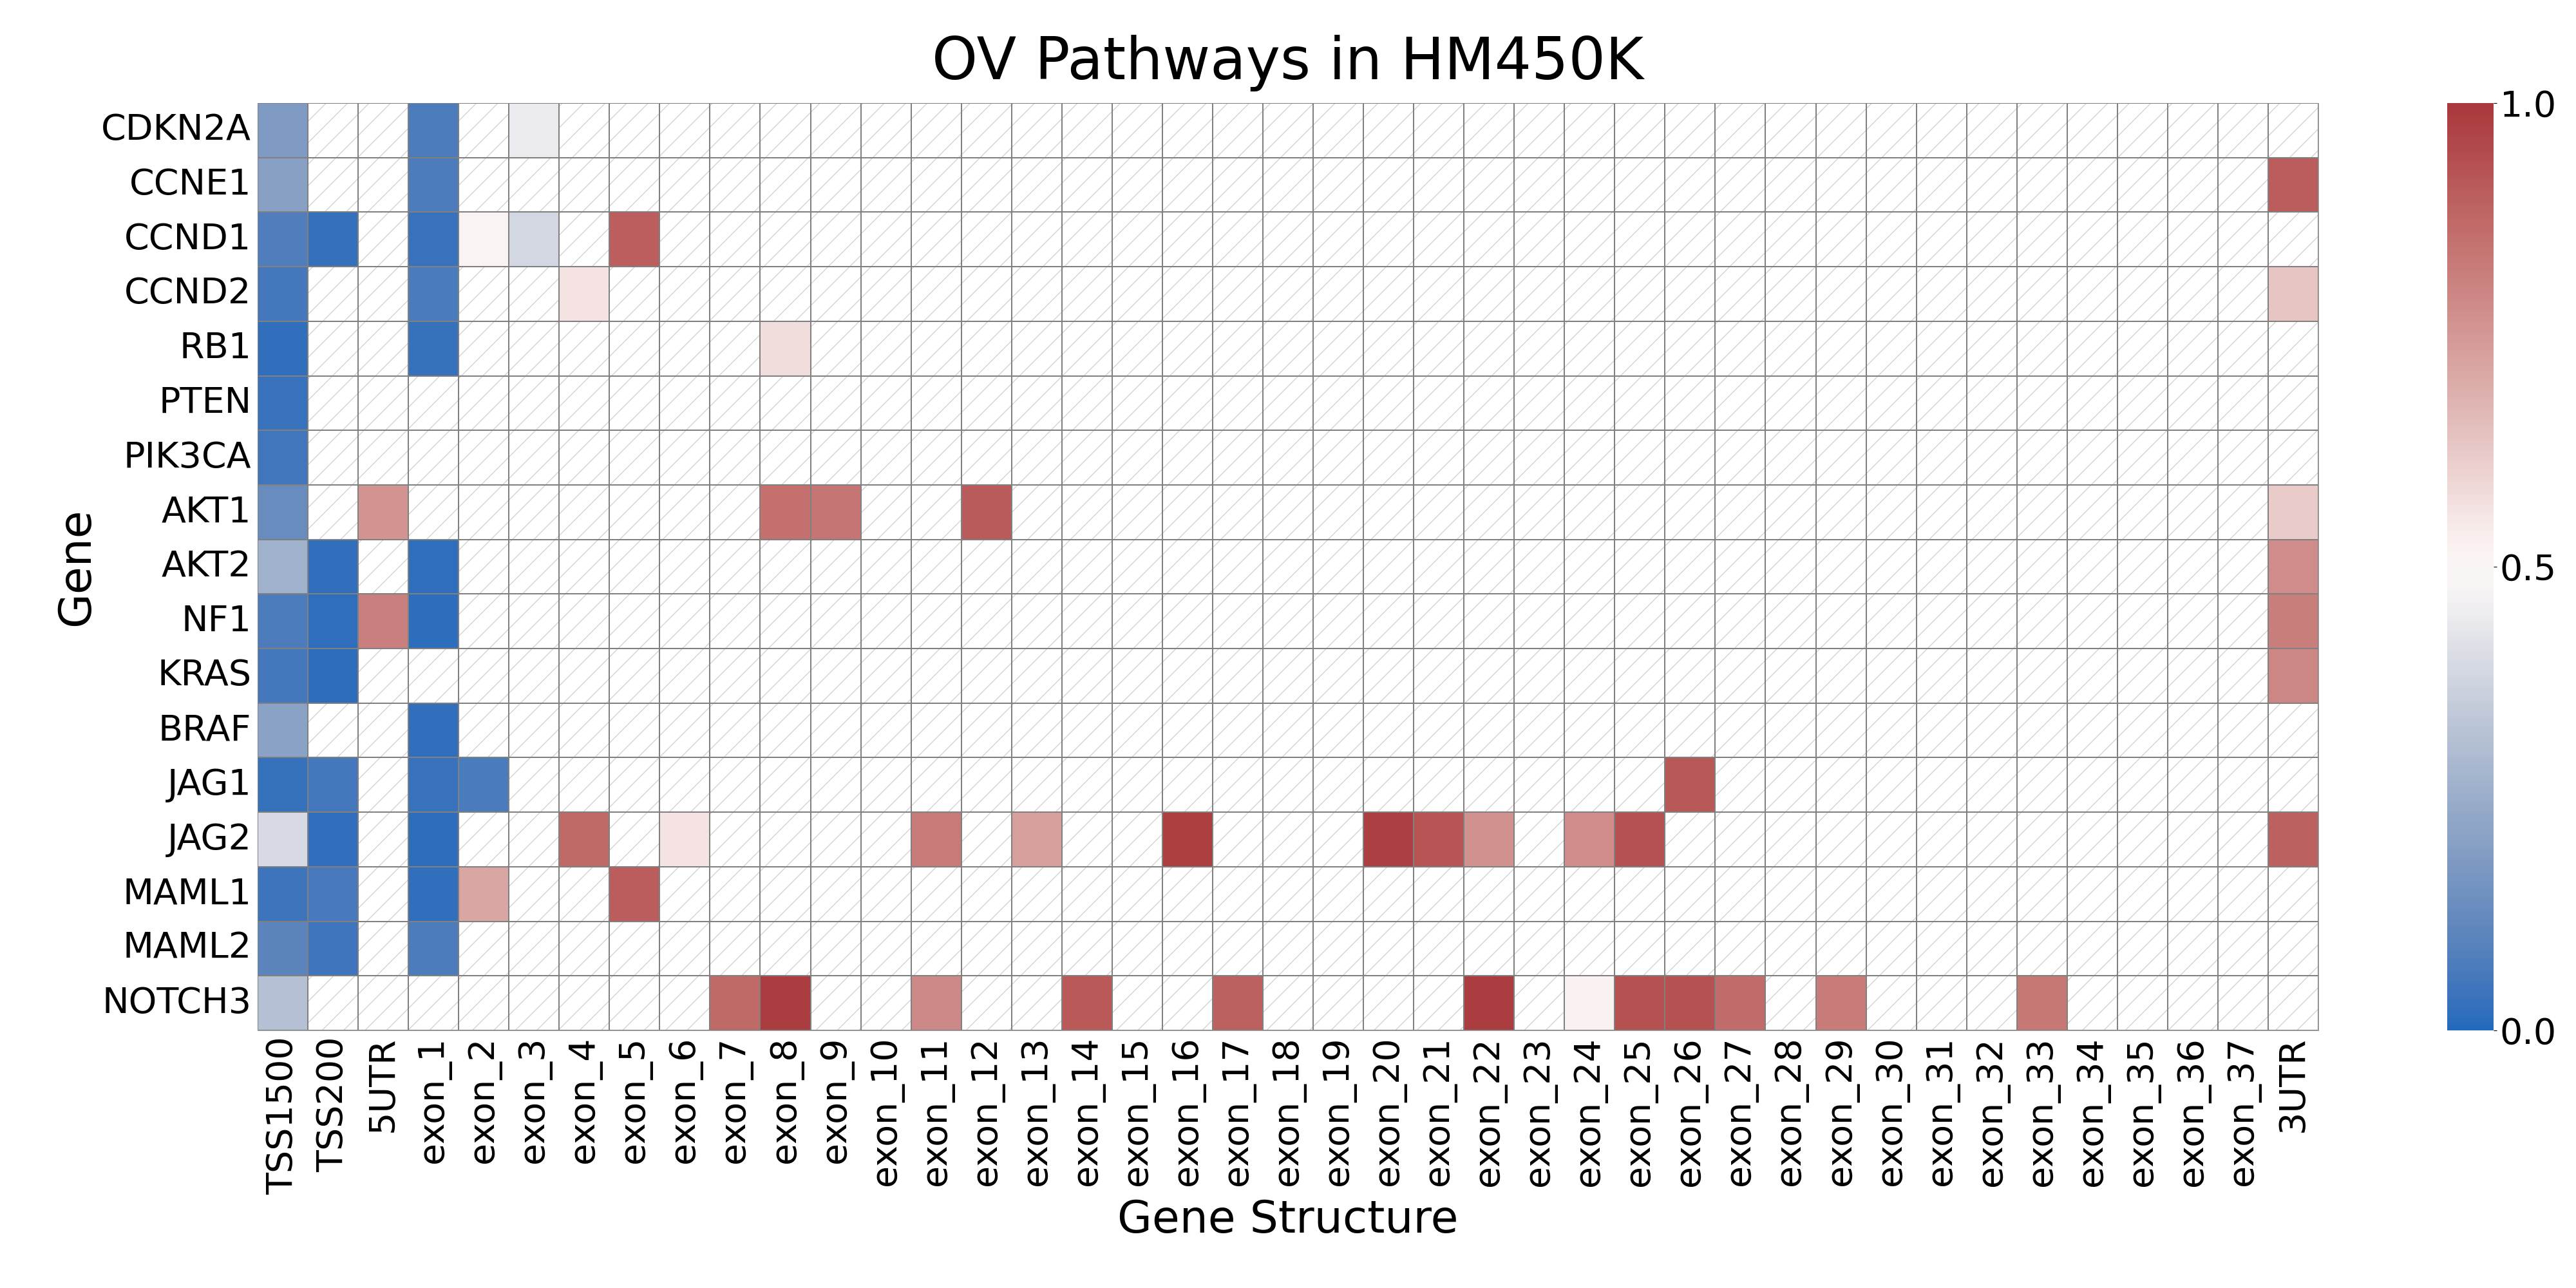 OV Pathways in HM450K
Gene
CDKN2A
CCNE1
CCND1
CCND2
RB1
PTEN
PIK3CA
AKT1
AKT2
NF1
KRAS
BRAF
JAG1
JAG2
MAML1
MAML2
NOTCH3
TSS1500
TSS200
5UTR
exon_1
exon_2
exon_3
exon_4
exon_5
exon_6
exon_7
exon_8
exon_9
exon_10
exon_11
exon_12
exon_13
exon_14
exon_15
exon_16
exon_17
exon_18
exon_19
exon_20
exon_21
exon_22
exon_23
exon_24
exon_25
exon_26
exon_27
exon_28
exon_29
exon_30
exon_31
exon_32
exon_33
exon_34
exon_35
exon_36
exon_37
3UTR
Gene Structure
1.0
0.5
0.0